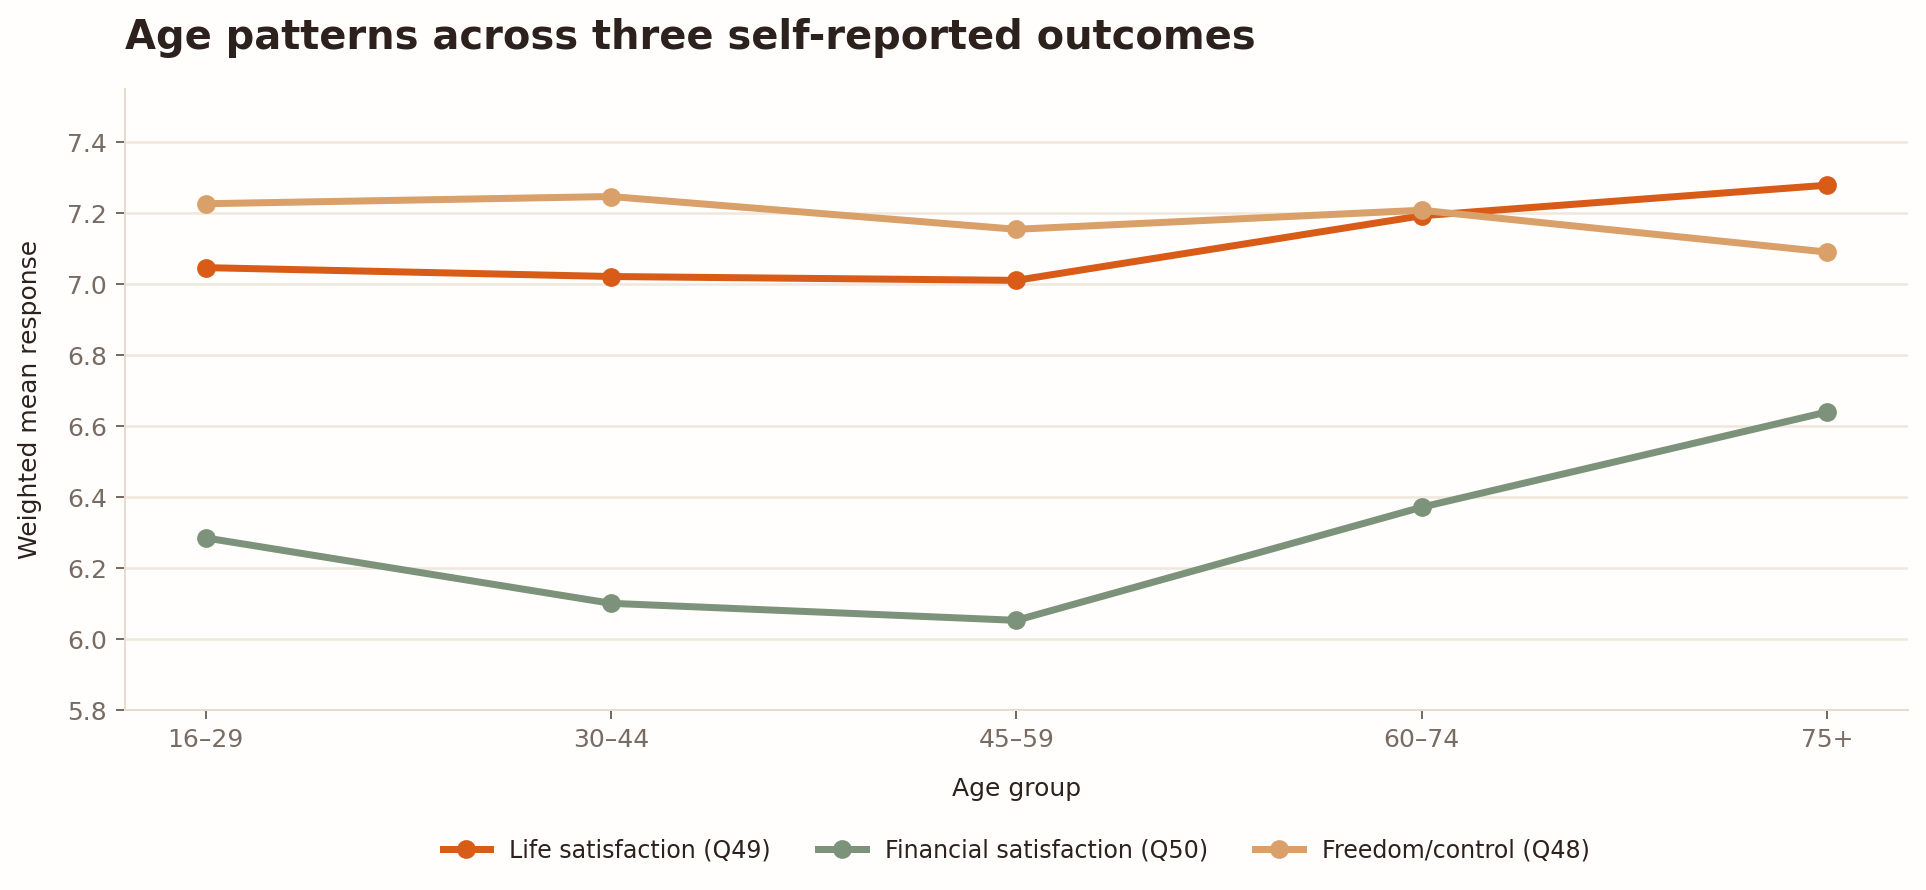 Age patterns across three self-reported outcomes
Weighted mean response
7.4
7.2
7.0
6.8
6.6
6.4
6.2
6.0
5.8
16–29 30–44 45–59 60–74 75+
Age group
Life satisfaction (Q49) Financial satisfaction (Q50) Freedom/control (Q48)